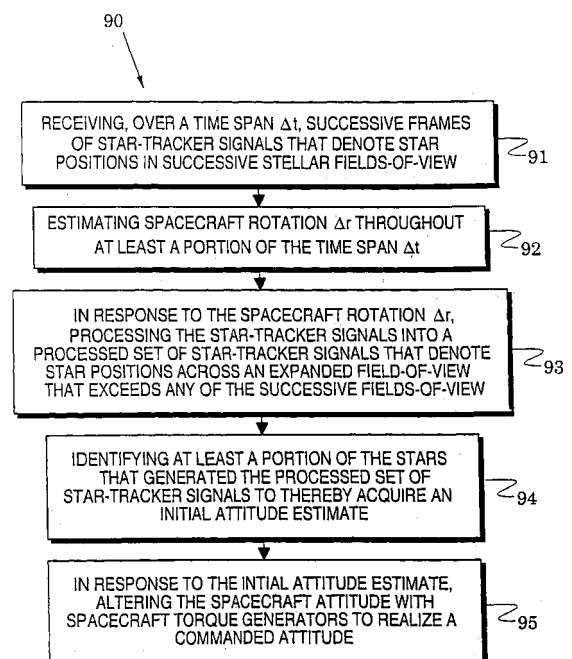 90
RECEIVING, OVER A TIME SPAN Δt, SUCCESSIVE FRAMES
OF STAR-TRACKER SIGNALS THAT DENOTE STAR
POSITIONS IN SUCCESSIVE STELLAR FIELDS-OF-VIEW
91
ESTIMATING SPACECRAFT ROTATION Δr THROUGHOUT
AT LEAST A PORTION OF THE TIME SPAN Δt
92
IN RESPONSE TO THE SPACECRAFT ROTATION Δr,
PROCESSING THE STAR-TRACKER SIGNALS INTO A
PROCESSED SET OF STAR-TRACKER SIGNALS THAT DENOTE
STAR POSITIONS ACROSS AN EXPANDED FIELD-OF-VIEW
THAT EXCEEDS ANY OF THE SUCCESSIVE FIELDS-OF-VIEW
93
IDENTIFYING AT LEAST A PORTION OF THE STARS
THAT GENERATED THE PROCESSED SET OF
STAR-TRACKER SIGNALS TO THEREBY ACQUIRE AN
INITIAL ATTITUDE ESTIMATE
94
IN RESPONSE TO THE INTIAL ATTITUDE ESTIMATE,
ALTERING THE SPACECRAFT ATTITUDE WITH
SPACECRAFT TORQUE GENERATORS TO REALIZE A
COMMANDED ATTITUDE
95